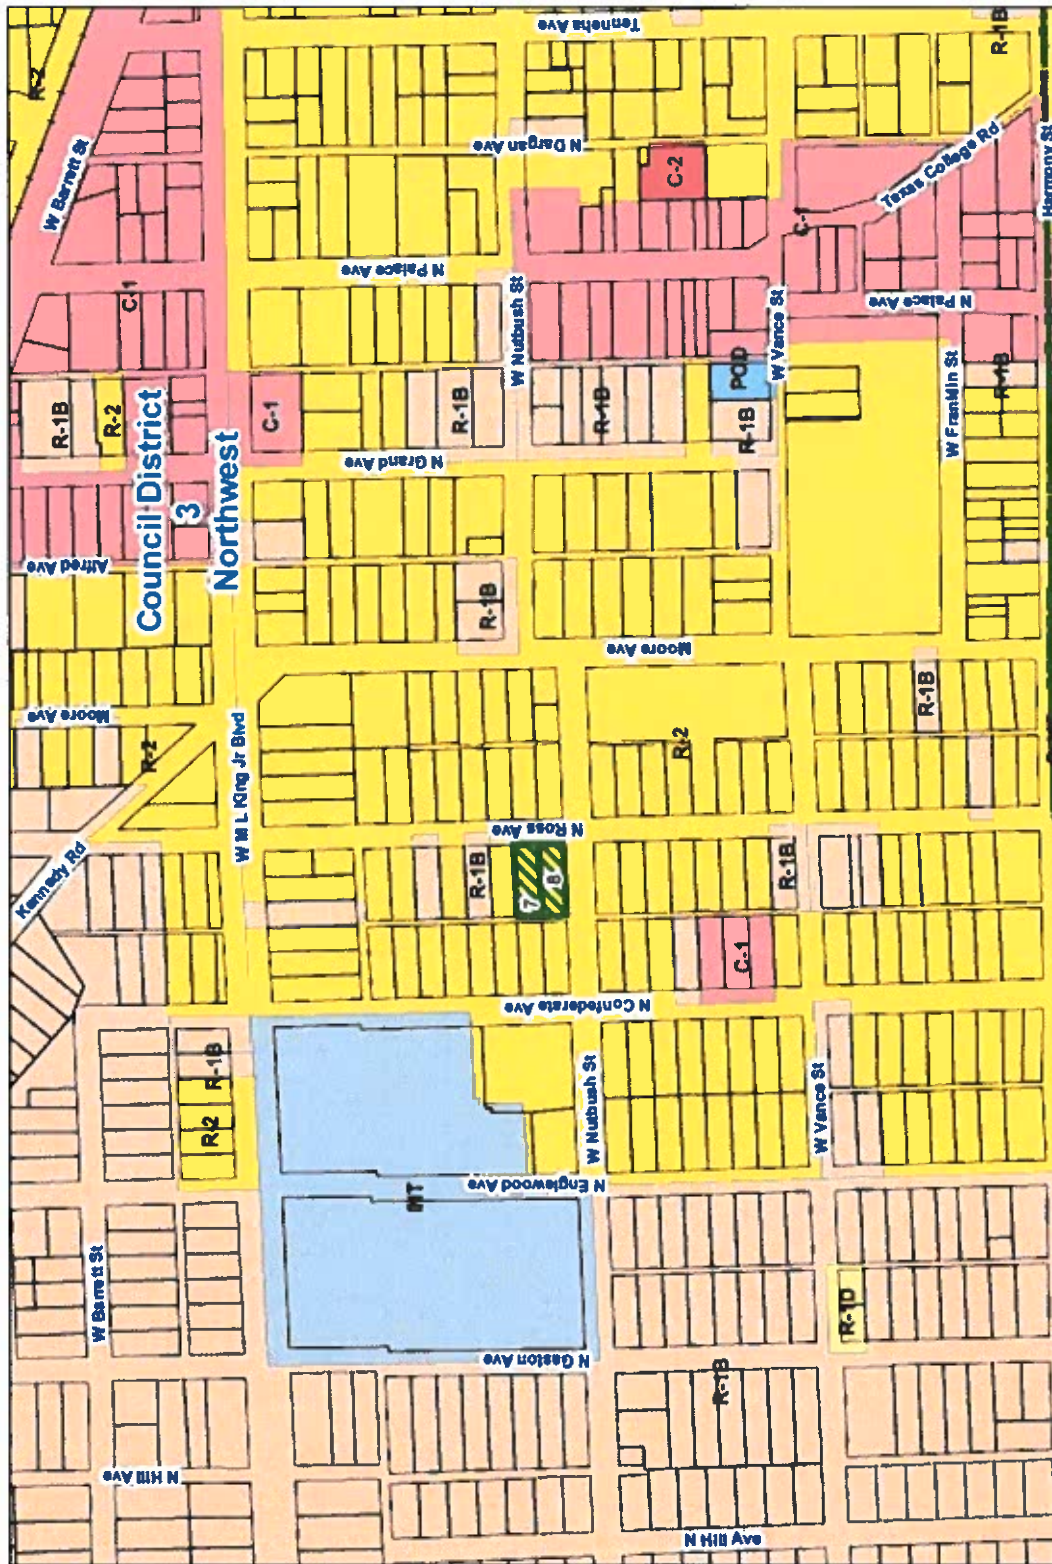 Tenneha Ave
R-1B
R-2
W Barrett St
N Dargan Ave
C-2
Texas College Rd
Harmony St
C-1
N Palace Ave
C-1
W Nutbush St
W Vance St
N Palace Ave
R-1B
R-2
C-1
R-1B
R-1B
POD
R-1B
W Franklin St
R-1B
N Grand Ave
Council District
3
Northwest
Alfred Ave
R-1B
Moore Ave
Moore Ave
R-2
W M L King Jr Blvd
R-2
R-1B
Kennedy Rd
N Ross Ave
R-1B
7
8
R-1B
C-1
N Confederate Ave
R-1B
R-2
W Nutbush St
W Vance St
INT
N Englewood Ave
W Barrett St
R-1D
N Gaston Ave
R-1B
N Hill Ave
N Hill Ave